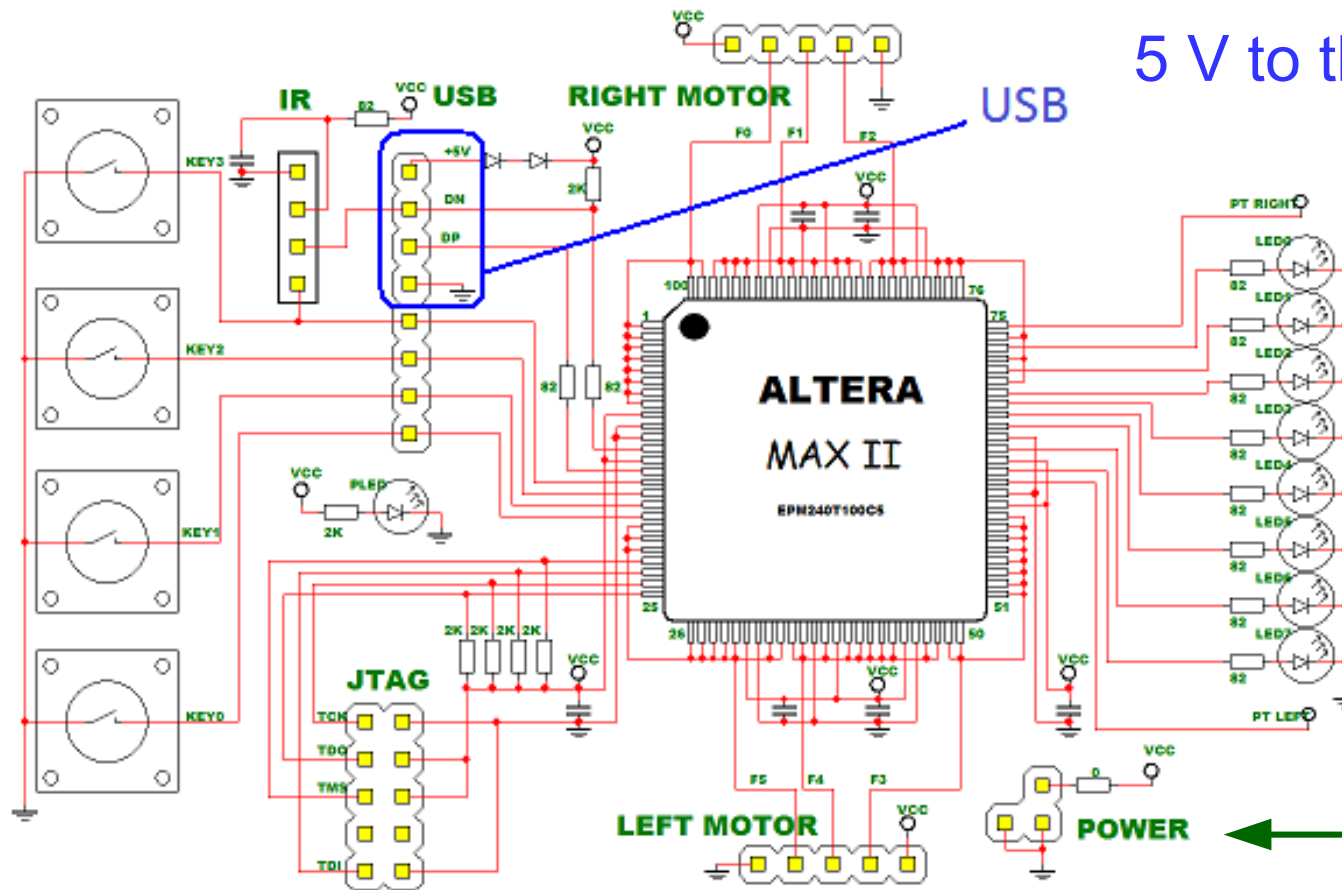 VCC
5 V to th
IR
82
VCC
USB
RIGHT MOTOR
USB
VCC
KEY3
+5V
F0
F1
F2
2K
DN
VCC
DP
PT RIGHT
LED0
100
76
82
1
75
LED1
82
KEY2
LED2
82
82
82
ALTERA
LED3
82
MAX II
LED4
VCC
PLED
82
EPM240T100C5
2K
KEY1
LED5
82
LED6
25
51
82
2K
2K
2K
2K
26
50
LED7
VCC
VCC
VCC
82
JTAG
KEY0
TCK
PT LEFT
TDO
VCC
TMS
F5
F4
F3
0
LEFT MOTOR
VCC
POWER
TDI